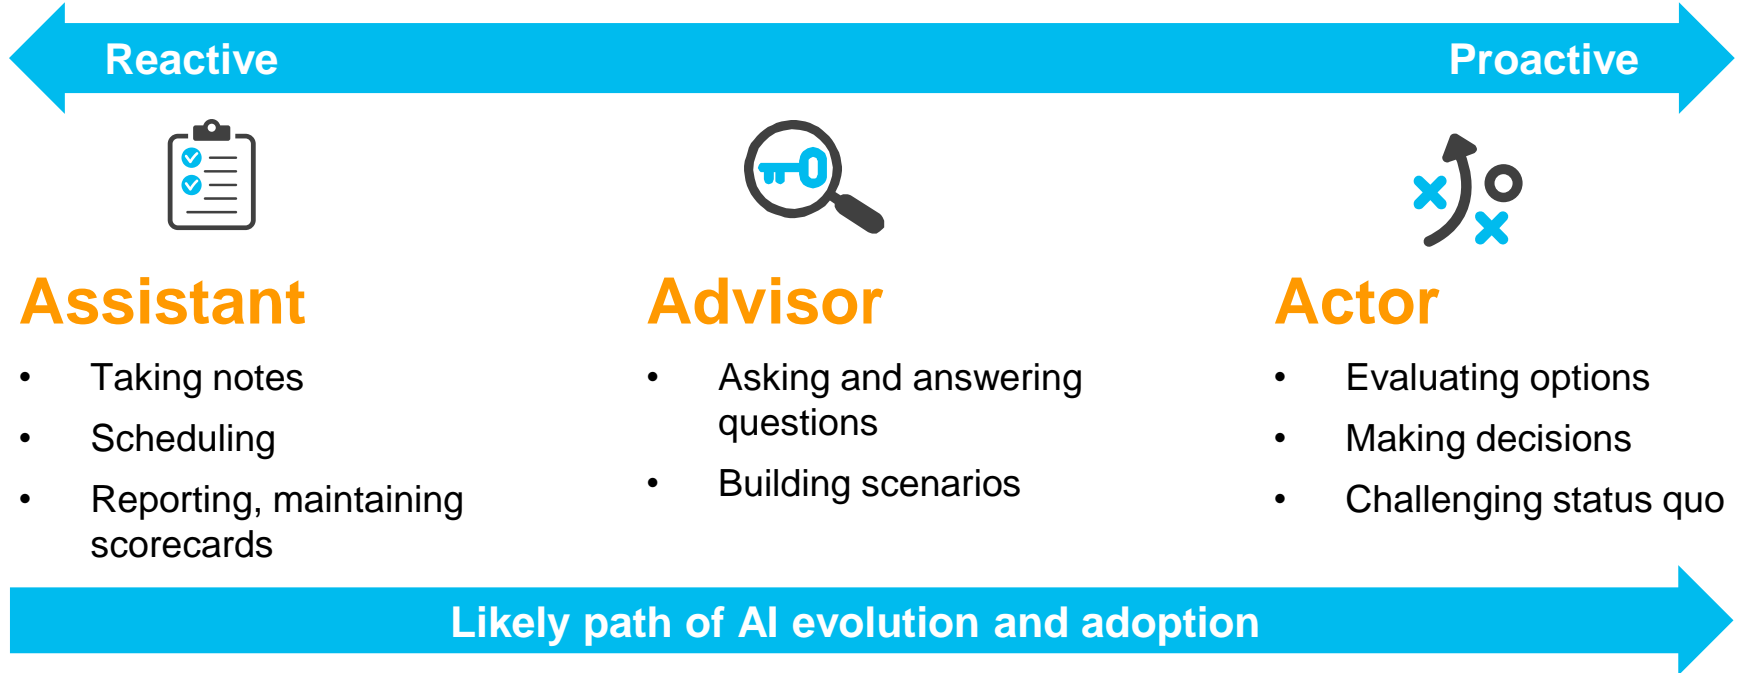 Reactive
Proactive
Assistant
• Taking notes
• Scheduling
• Reporting, maintaining
scorecards
Advisor
• Asking and answering
questions
• Building scenarios
Actor
• Evaluating options
• Making decisions
• Challenging status quo
Likely path of AI evolution and adoption